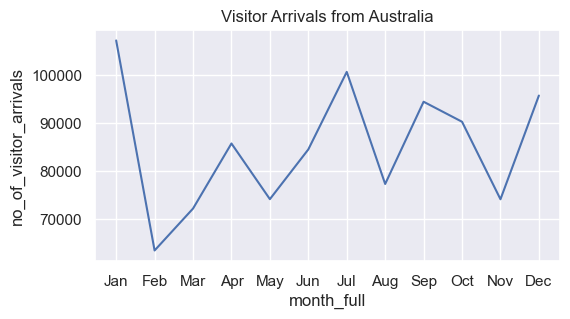 Visitor Arrivals from Australia
no_of_visitor_arrivals
100000
90000
80000
70000
Jan Feb Mar Apr May Jun Jul Aug Sep Oct Nov Dec
month_full